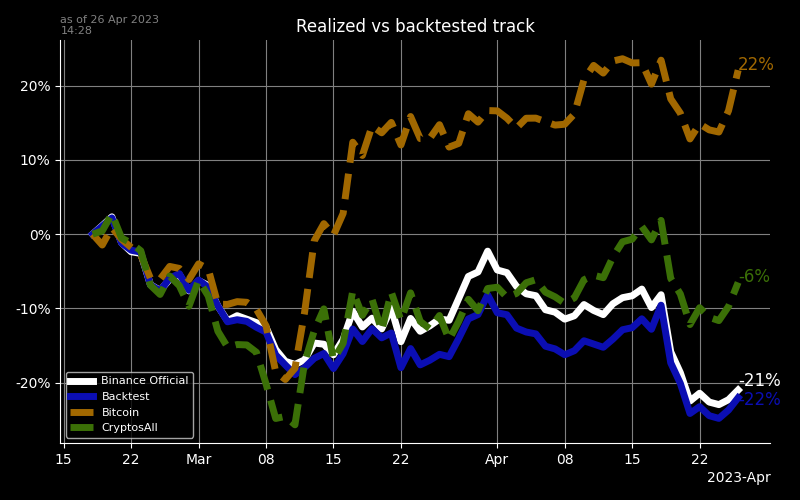 as of 26 Apr 2023
14:28
Realized vs backtested track
20%
10%
0%
-10%
-20%
22%
-6%
-21%
-22%
Binance Official
Backtest
Bitcoin
CryptosAll
15 22 Mar 08 15 22 Apr 08 15 22
2023-Apr